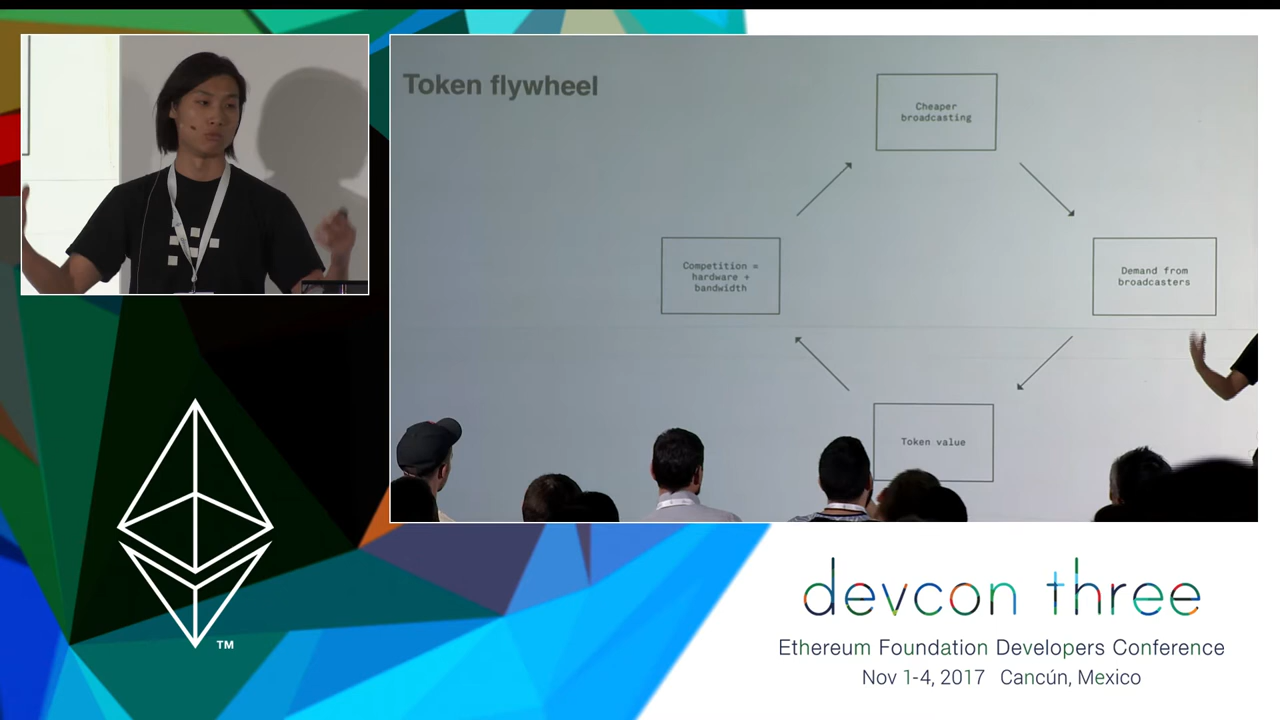 Token flywheel
Cheaper
broadcasting
Competition =
hardware +
bandwidth
Demand from
broadcasters
Token value
TM
devcon three
Ethereum Foundation Developers Conference
Nov 1-4, 2017 Cancún, Mexico